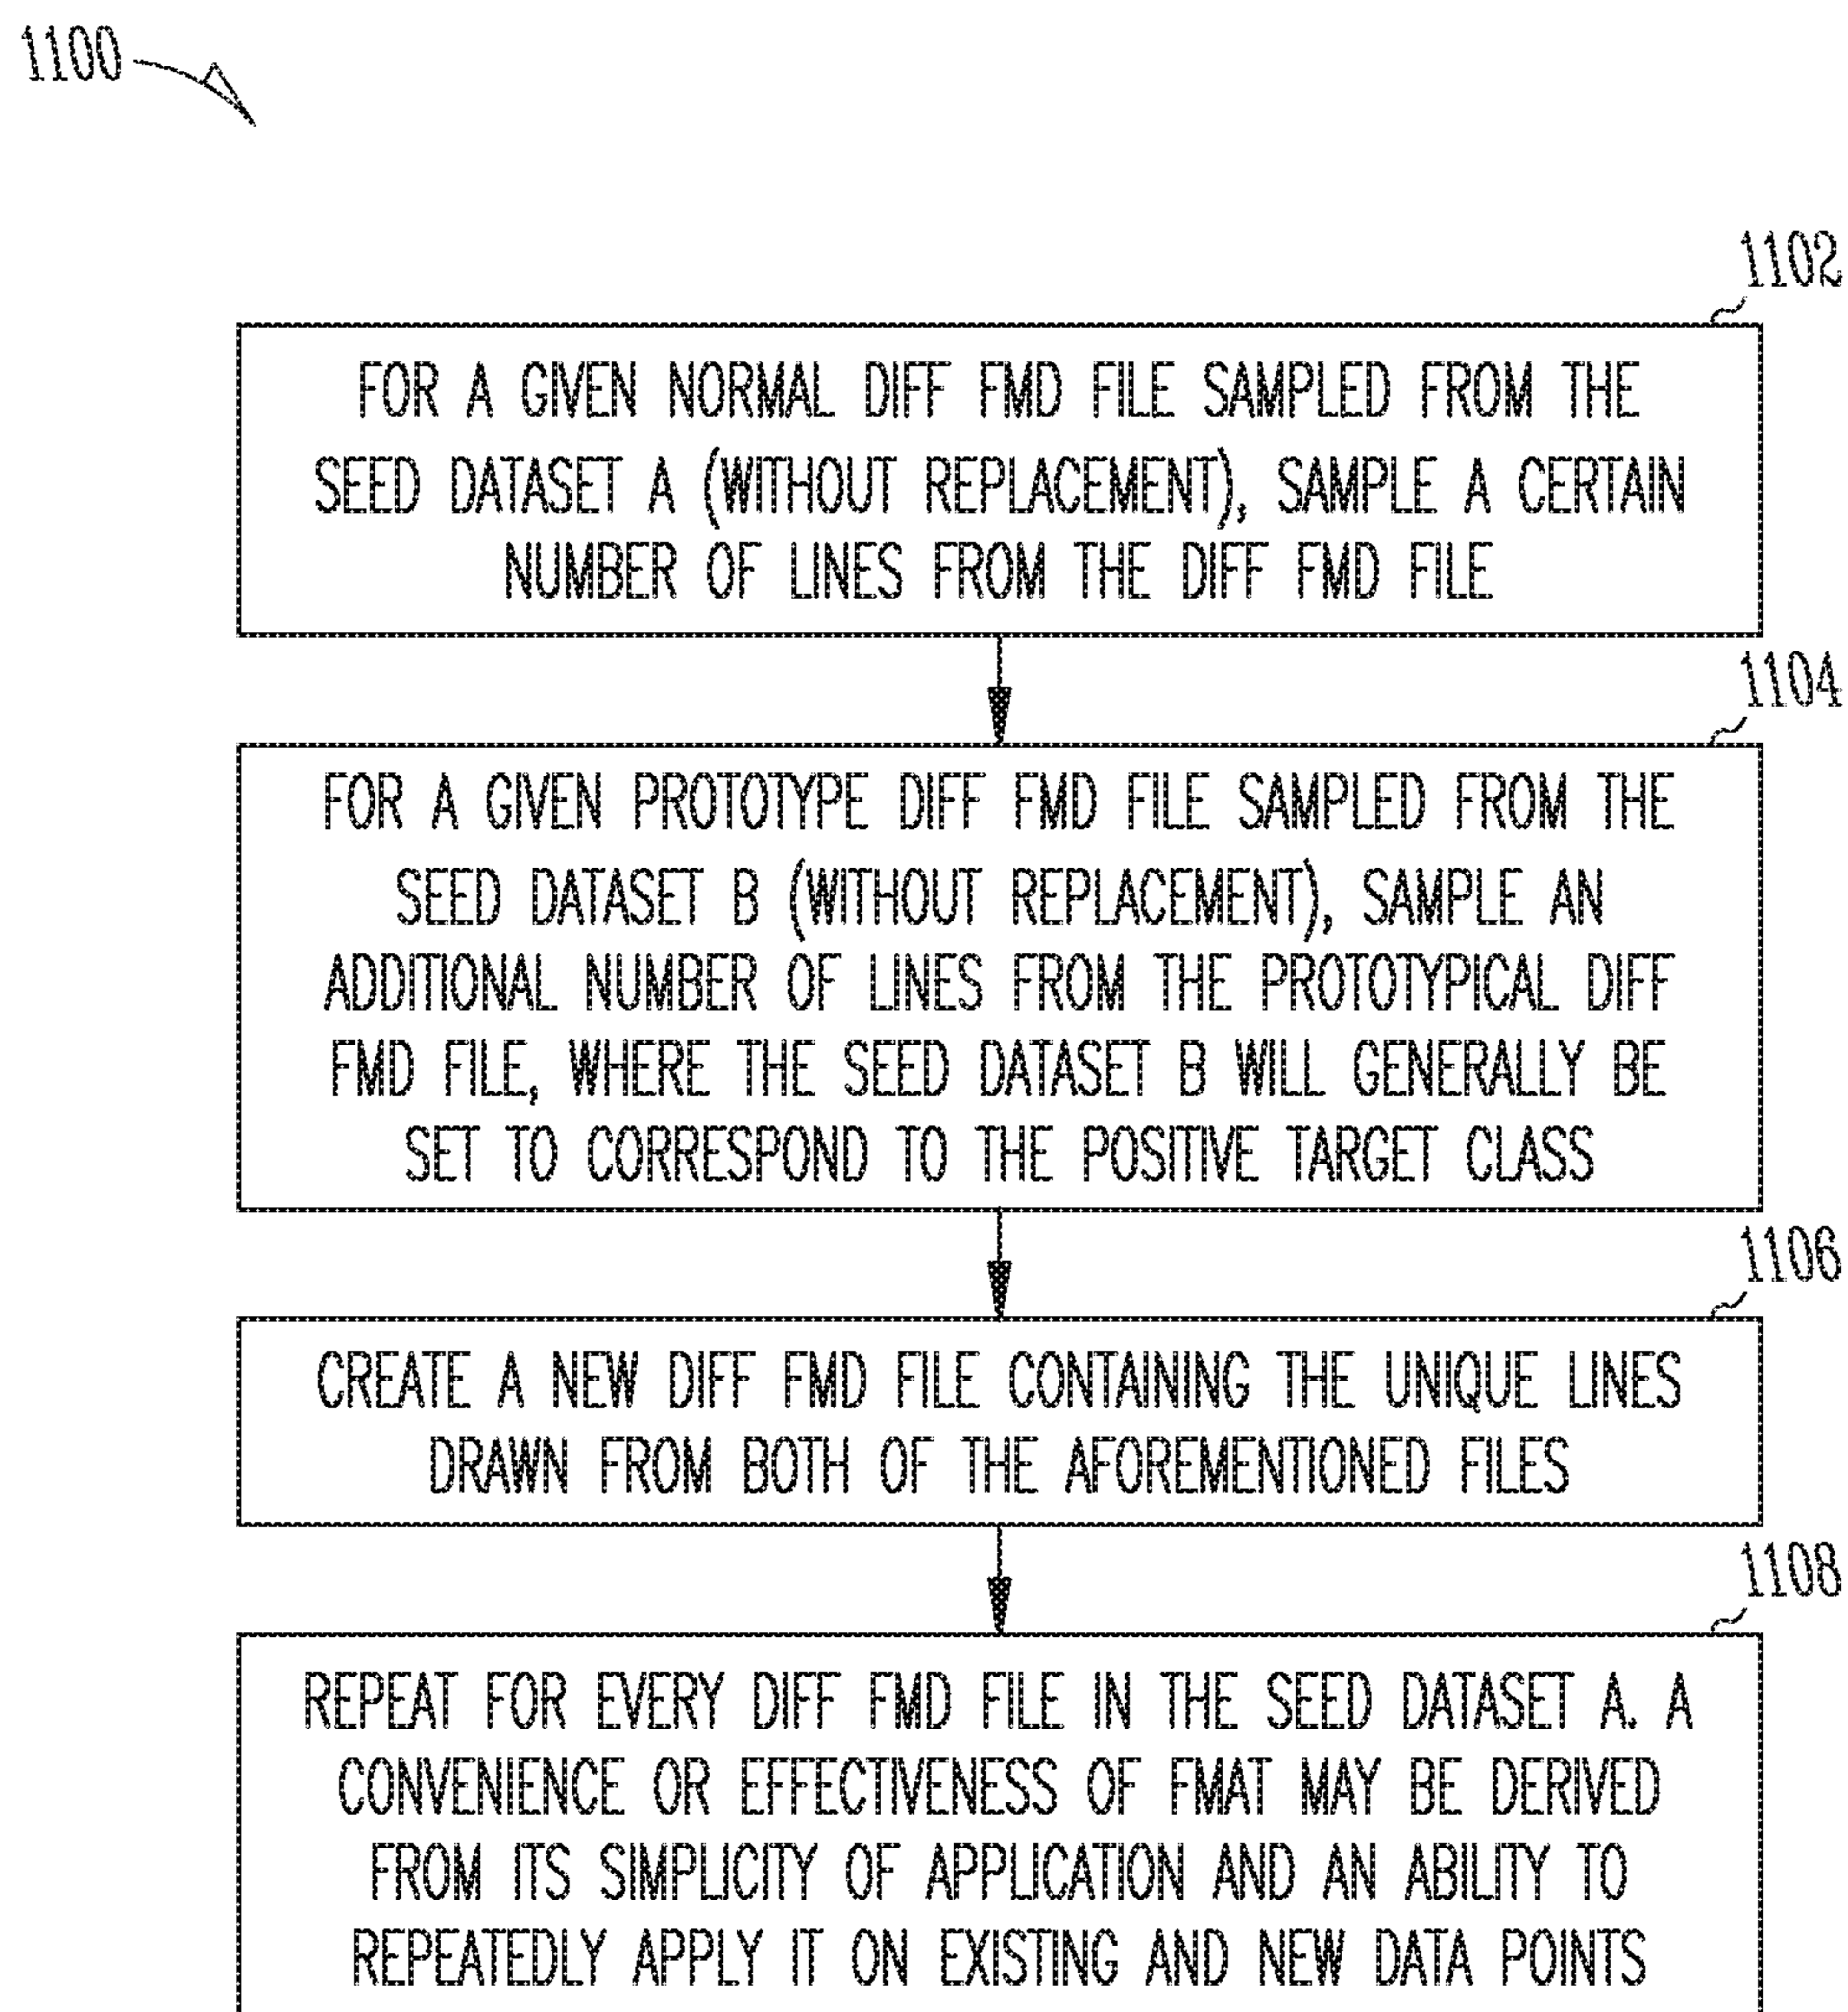 1100
1102
FOR A GIVEN NORMAL DIFF FMD FILE SAMPLED FROM THE
SEED DATASET A (WITHOUT REPLACEMENT), SAMPLE A CERTAIN
NUMBER OF LINES FROM THE DIFF FMD FILE
1104
FOR A GIVEN PROTOTYPE DIFF FMD FILE SAMPLED FROM THE
SEED DATASET B (WITHOUT REPLACEMENT), SAMPLE AN
ADDITIONAL NUMBER OF LINES FROM THE PROTOTYPICAL DIFF
FMD FILE, WHERE THE SEED DATASET B WILL GENERALLY BE
SET TO CORRESPOND TO THE POSITIVE TARGET CLASS
1106
CREATE A NEW DIFF FMD FILE CONTAINING THE UNIQUE LINES
DRAWN FROM BOTH OF THE AFOREMENTIONED FILES
1108
REPEAT FOR EVERY DIFF FMD FILE IN THE SEED DATASET A. A
CONVENIENCE OR EFFECTIVENESS OF FMAT MAY BE DERIVED
FROM ITS SIMPLICITY OF APPLICATION AND AN ABILITY TO
REPEATEDLY APPLY IT ON EXISTING AND NEW DATA POINTS